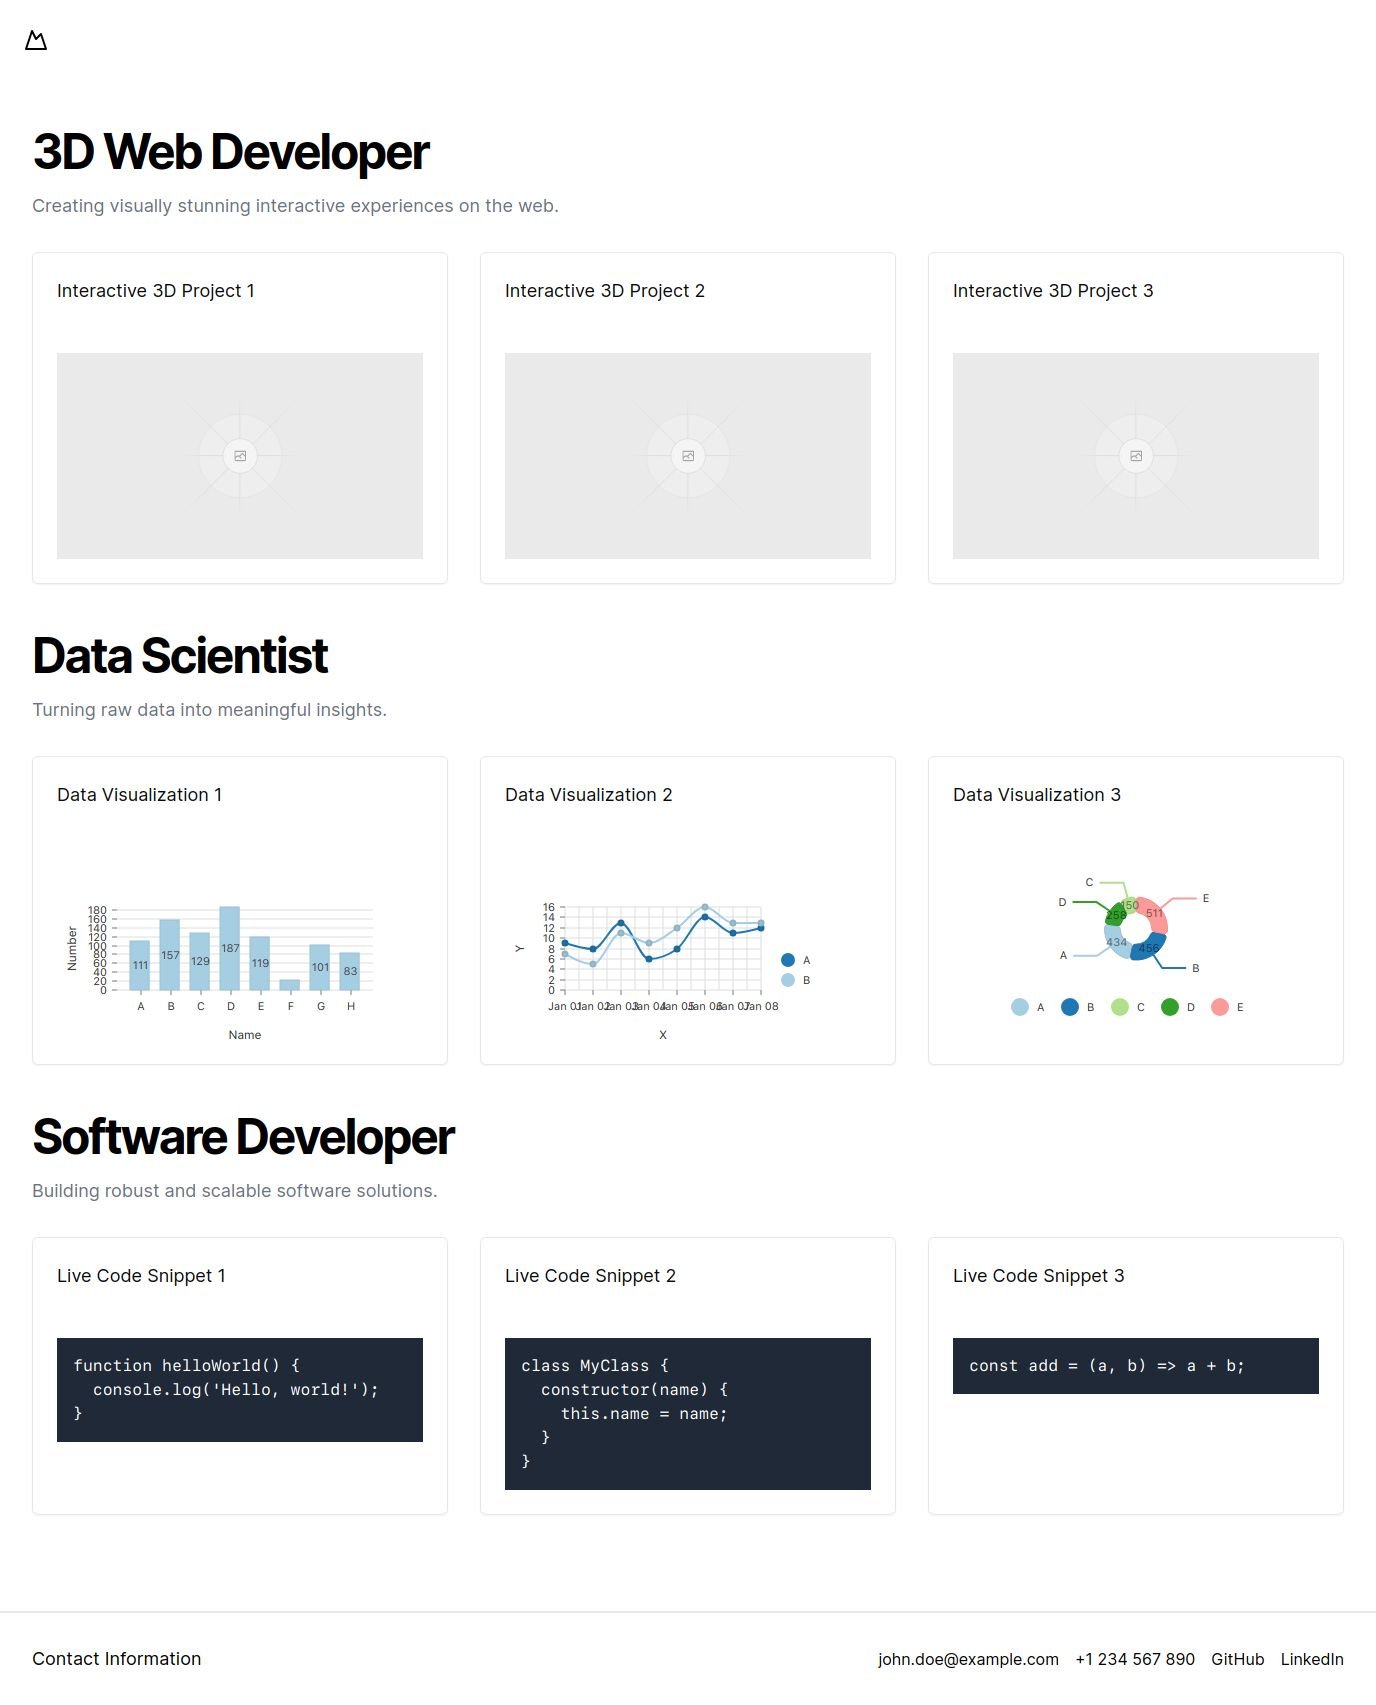 3D Web Developer
Creating visually stunning interactive experiences on the web.
Interactive 3D Project 1
Interactive 3D Project 2
Interactive 3D Project 3
Data Scientist
Turning raw data into meaningful insights.
Data Visualization 1
180
160
140
120
100
80
60
40
20
0
Number
111
157
129
187
119
101
83
A B C D E F G H
Name
Data Visualization 2
16
14
12
10
8
6
4
2
0
Y
Jan 01 Jan 02 Jan 03 Jan 04 Jan 05 Jan 06 Jan 07 Jan 08
X
A
B
Data Visualization 3
C
D
E
A
B
150
258
511
434
456
A B C D E
Software Developer
Building robust and scalable software solutions.
Live Code Snippet 1
function helloWorld() {
  console.log('Hello, world!');
}
Live Code Snippet 2
class MyClass {
  constructor(name) {
    this.name = name;
  }
}
Live Code Snippet 3
const add = (a, b) => a + b;
Contact Information
john.doe@example.com +1 234 567 890 GitHub LinkedIn